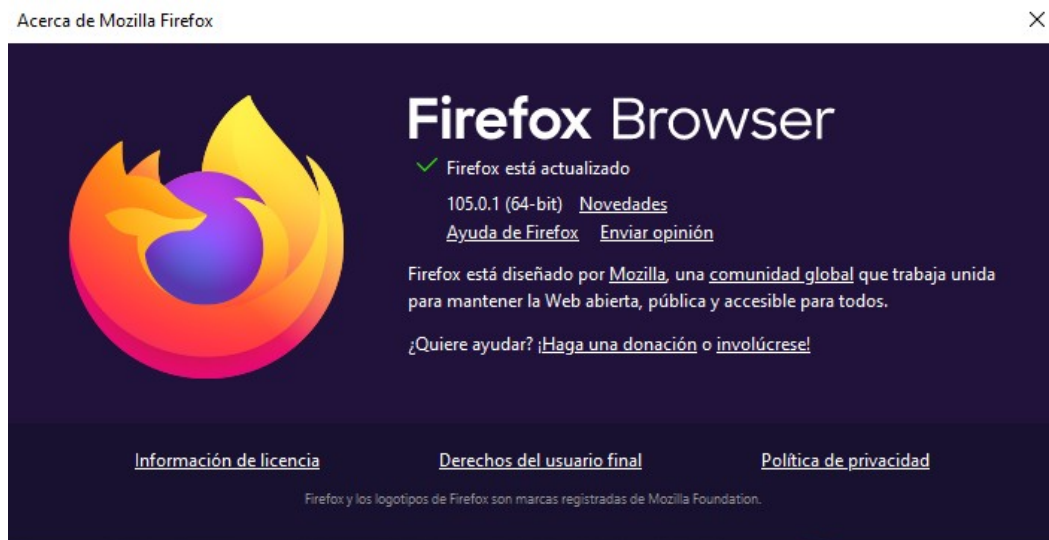 Acerca de Mozilla Firefox
Firefox Browser
Firefox está actualizado
105.0.1 (64-bit) Novedades
Ayuda de Firefox Enviar opinión
Firefox está diseñado por Mozilla, una comunidad global que trabaja unida
para mantener la Web abierta, pública y accesible para todos.
¿Quiere ayudar? ¡Haga una donación o involúcrese!
Información de licencia Derechos del usuario final Política de privacidad
Firefox y los logotipos de Firefox son marcas registradas de Mozilla Foundation.